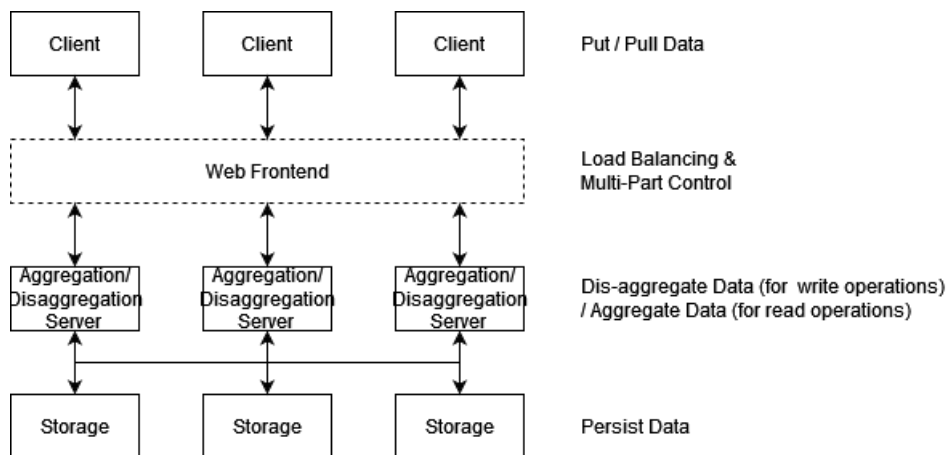 Client
Client
Client
Put / Pull Data
Web Frontend
Load Balancing &
Multi-Part Control
Aggregation/
Disaggregation
Server
Aggregation/
Disaggregation
Server
Aggregation/
Disaggregation
Server
Dis-aggregate Data (for write operations)
/ Aggregate Data (for read operations)
Storage
Storage
Storage
Persist Data